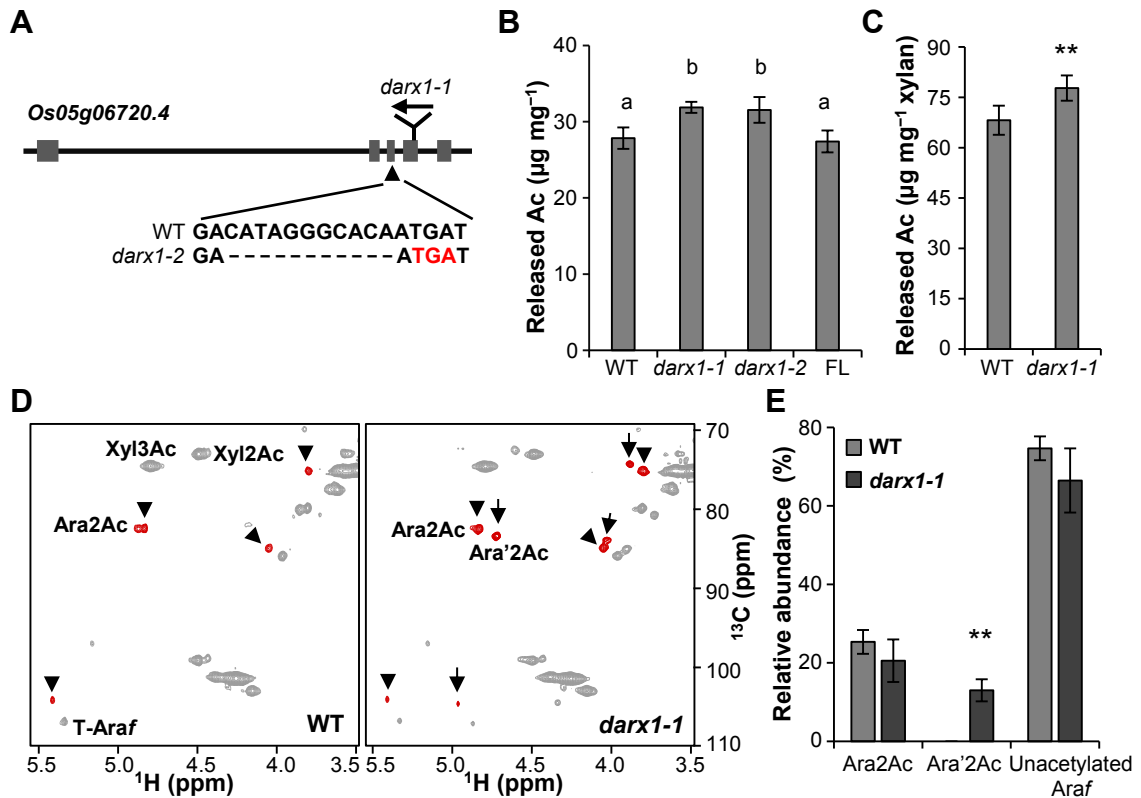 A
Os05g06720.4
darx1-1
WT GACATAGGGCACAATGAT
darx1-2 GA – – – – – – – – – – – – ATGAT
B
Released Ac (µg mg⁻¹)
40
30
20
10
0
a
b
b
a
WT
darx1-1
darx1-2
FL
C
Released Ac (µg mg⁻¹ xylan)
90
75
60
45
30
15
0
**
WT
darx1-1
D
Xyl3Ac
Xyl2Ac
Ara2Ac
T-Araf
WT
5.5
5.0
4.5
4.0
3.5
¹H (ppm)
Ara2Ac
Ara’2Ac
darx1-1
5.5
5.0
4.5
4.0
3.5
¹H (ppm)
70
80
90
100
110
¹³C (ppm)
E
Relative abundance (%)
80
60
40
20
0
WT
darx1-1
**
Ara2Ac
Ara’2Ac
Unacetylated
Araf